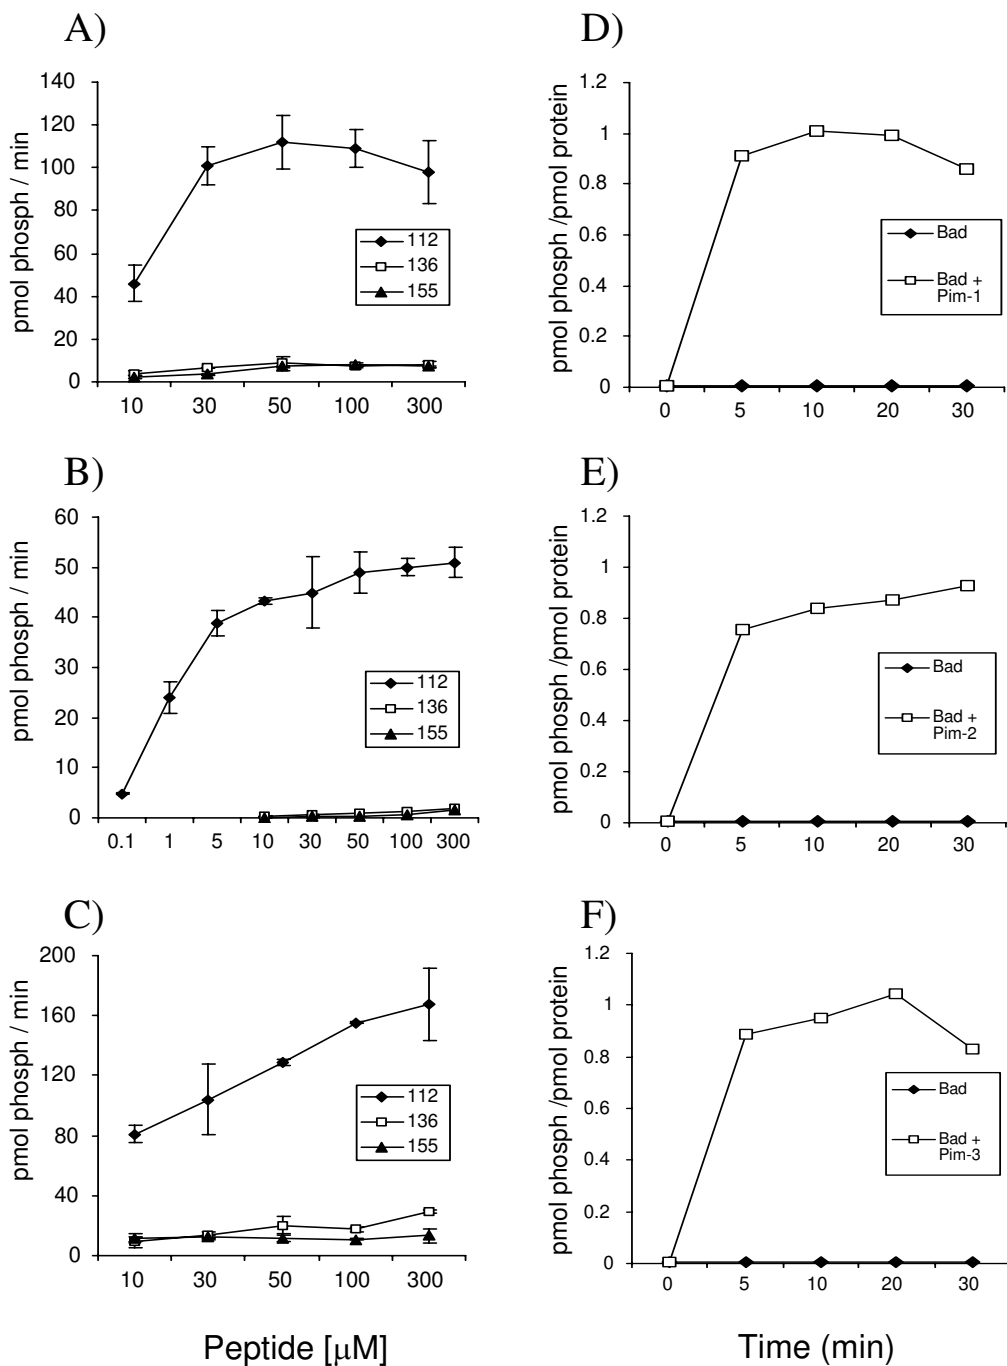 A)
pmol phosph / min
140
120
100
80
60
40
20
0
10 30 50 100 300
112
136
155
D)
pmol phosph /pmol protein
1.2
1
0.8
0.6
0.4
0.2
0
0 5 10 20 30
Bad
Bad +
Pim-1
B)
pmol phosph / min
60
50
40
30
20
10
0
0.1 1 5 10 30 50 100 300
112
136
155
E)
pmol phosph /pmol protein
1.2
1
0.8
0.6
0.4
0.2
0
0 5 10 20 30
Bad
Bad +
Pim-2
C)
pmol phosph / min
200
160
120
80
40
0
10 30 50 100 300
112
136
155
Peptide [μM]
F)
pmol phosph /pmol protein
1.2
1
0.8
0.6
0.4
0.2
0
0 5 10 20 30
Bad
Bad +
Pim-3
Time (min)